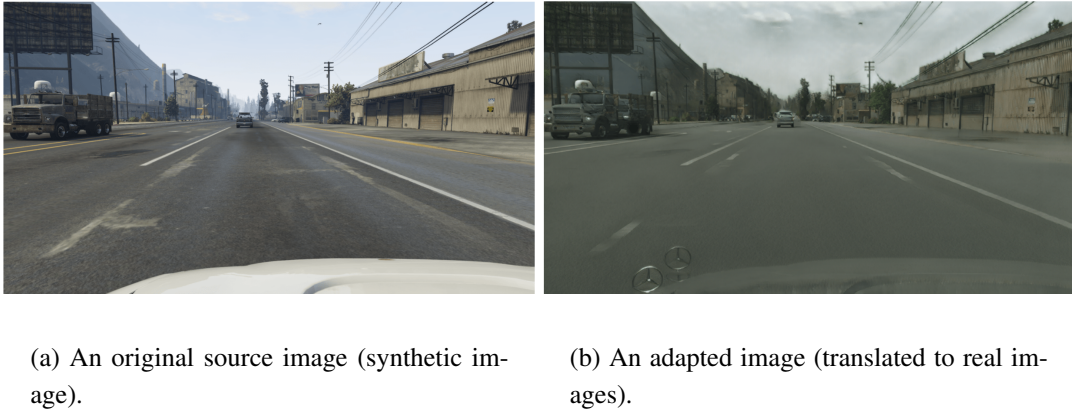 (a) An original source image (synthetic im-
age).
(b) An adapted image (translated to real im-
ages).